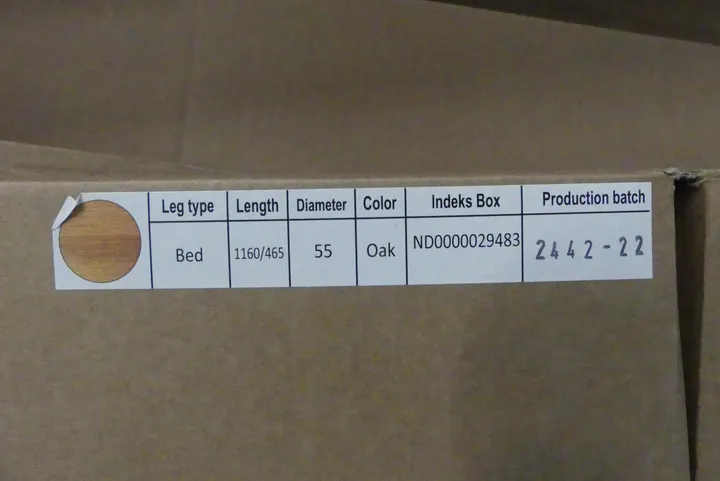 Leg type Length Diameter Color Indeks Box Production batch
Bed 1160/465 55 Oak ND0000029483 2442-22